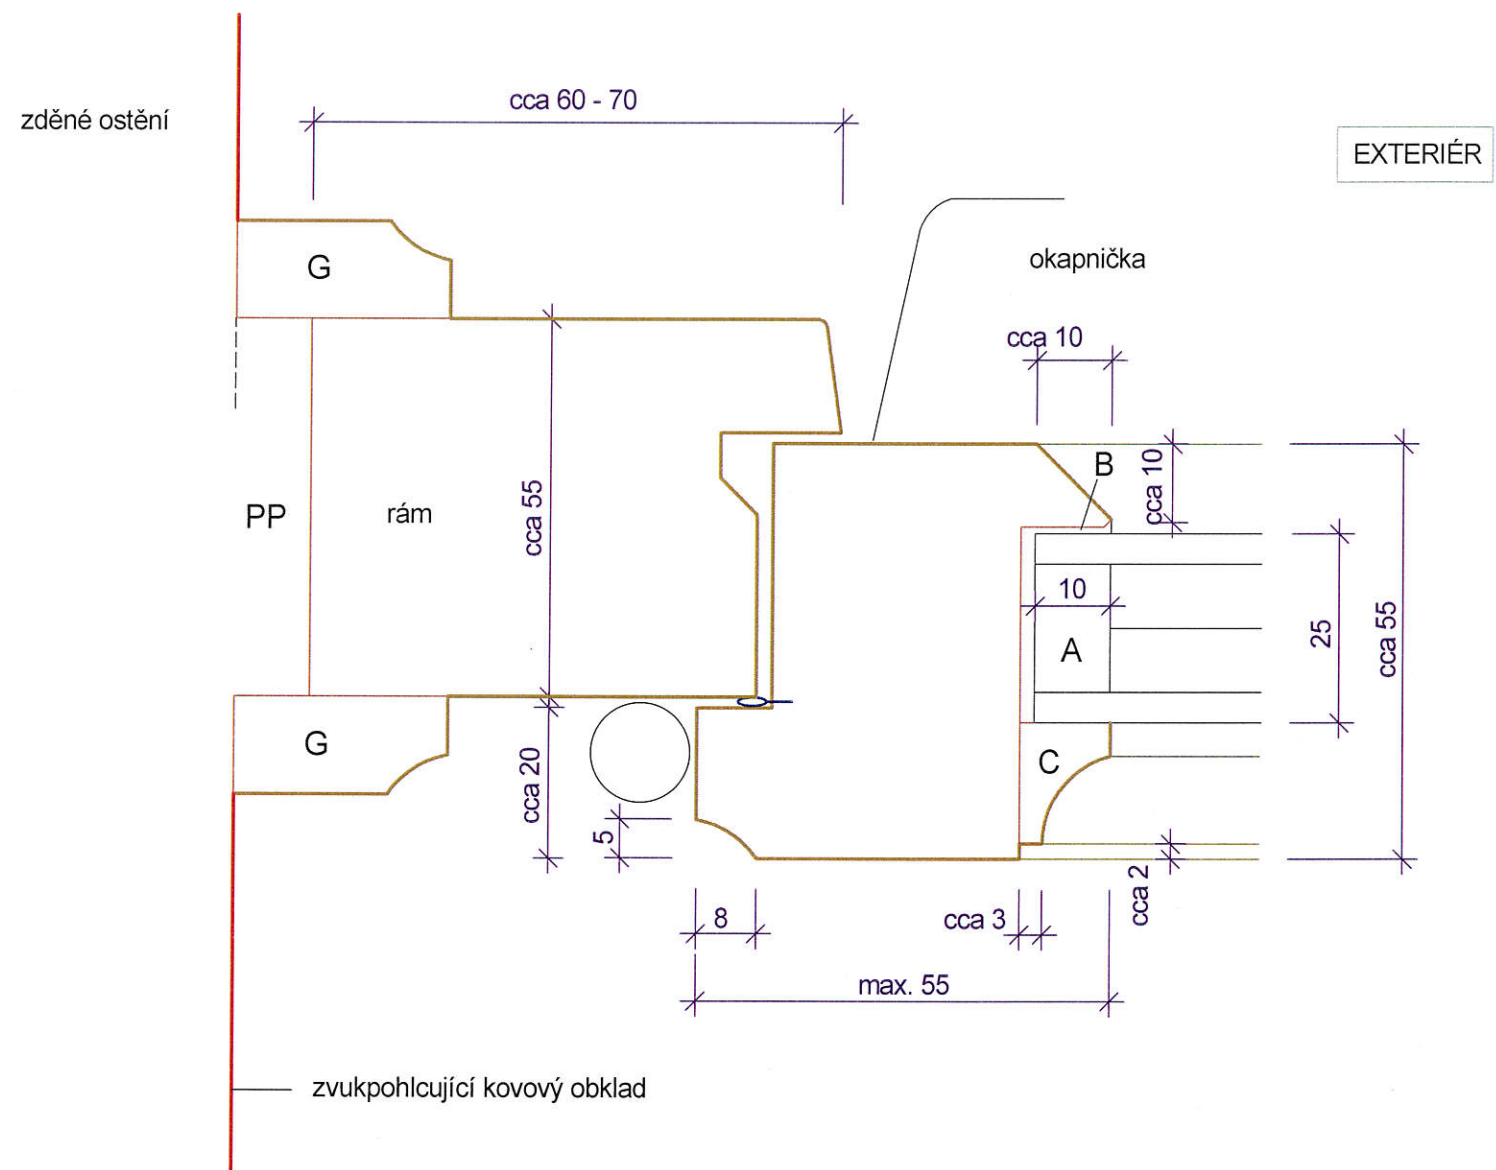 cca 60 - 70
zděné ostění
EXTERIÉR
G
okapnička
cca 10
B
cca 10
PP
rám
cca 55
10
25
cca 55
A
G
C
cca 20
5
cca 2
8
cca 3
max. 55
zvukpohlcující kovový obklad